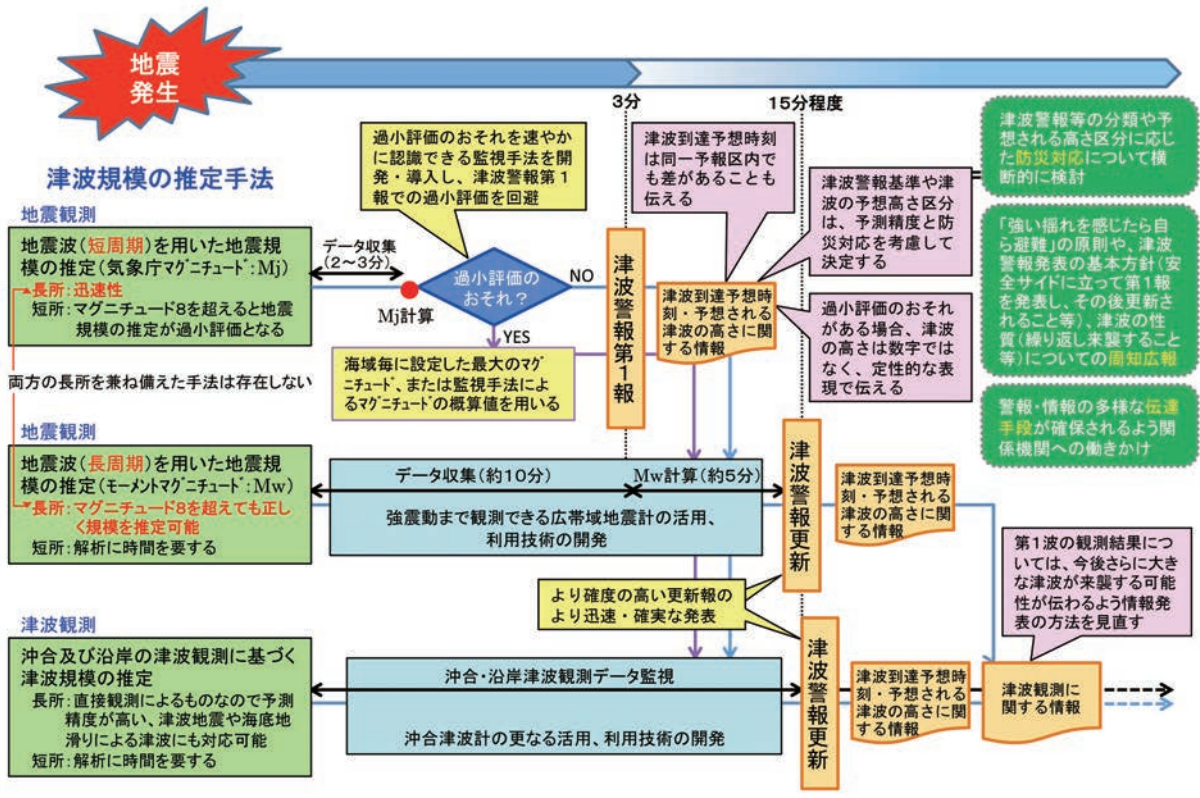 地震
発生
3分
15分程度
津波規模の推定手法
過小評価のおそれを速やか
に認識できる監視手法を開
発・導入し、津波警報第1
報での過小評価を回避
津波到達予想時刻
は同一予報区内で
も差があることも
伝える
津波警報基準や津
波の予想高さ区分
は、予測精度と防
災対応を考慮して
決定する
津波警報等の分類や予
想される高さ区分に応じ
た防災対応について横
断的に検討
地震観測
地震波(短周期)を用いた地震規
模の推定(気象庁マグニチュード:Mj)
長所:迅速性
短所:マグニチュード8を超えると地震
規模の推定が過小評価となる
データ収集
(2~3分)
Mj計算
過小評価の
おそれ?
NO
YES
海域毎に設定した最大のマグ
ニチュード、または監視手法によ
るマグニチュードの概算値を用いる
津波警報第1報
津波到達予想時
刻・予想される
津波の高さに関
する情報
過小評価のおそれ
がある場合、津波
の高さは数字では
なく、定性的な表
現で伝える
「強い揺れを感じたら自
ら避難」の原則や、津波
警報発表の基本方針(安
全サイドに立って第1報
を発表し、その後更新さ
れること等)、津波の性
質(繰り返し来襲すること
等)についての周知広報
両方の長所を兼ね備えた手法は存在しない
警報・情報の多様な伝達
手段が確保されるよう関
係機関への働きかけ
地震観測
地震波(長周期)を用いた地震規
模の推定(モーメントマグニチュード:Mw)
長所:マグニチュード8を超えても正し
く規模を推定可能
短所:解析に時間を要する
データ収集(約10分)
Mw計算(約5分)
強震動まで観測できる広帯域地震計の活用、
利用技術の開発
津波警報更新
津波到達予想時
刻・予想される
津波の高さに関
する情報
より確度の高い更新報の
より迅速・確実な発表
第1波の観測結果につ
いては、今後さらに大き
な津波が来襲する可能
性が伝わるよう情報発
表の方法を見直す
津波観測
沖合及び沿岸の津波観測に基づく
津波規模の推定
長所:直接観測によるものなので予測
精度が高い、津波地震や海底地
滑りによる津波にも対応可能
短所:解析に時間を要する
沖合・沿岸津波観測データ監視
沖合津波計の更なる活用、利用技術の開発
津波警報更新
津波到達予想時
刻・予想される
津波の高さに関
する情報
津波観測に
関する情報